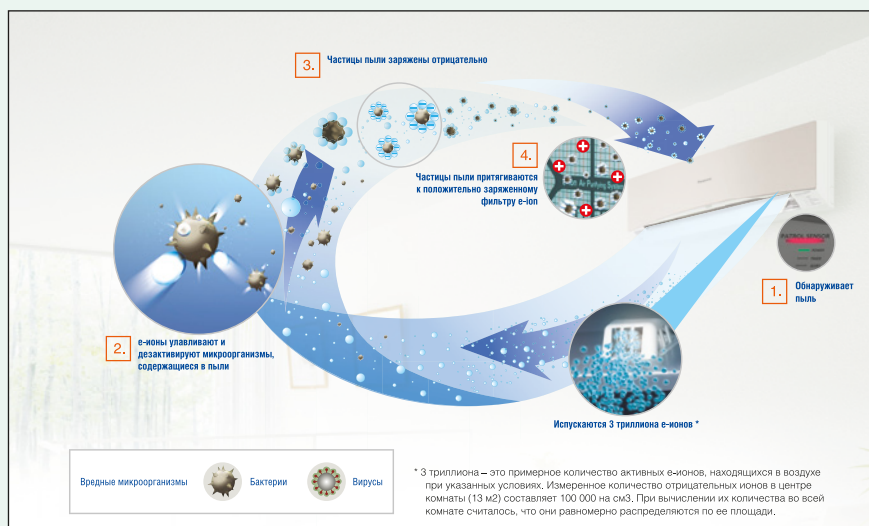 3.
Частицы пыли заряжены отрицательно
4.
Частицы пыли притягиваются
к положительно заряженному
фильтру e-ion
PATROL SENSOR
1.
Обнаруживает
пыль
2.
е-ионы улавливают и
дезактивируют микроорганизмы,
содержащиеся в пыли
Испускаются 3 триллиона е-ионов *
Вредные микроорганизмы
Бактерии
Вирусы
* 3 триллиона – это примерное количество активных е-ионов, находящихся в воздухе
при указанных условиях. Измеренное количество отрицательных ионов в центре
комнаты (13 м2) составляет 100 000 на см3. При вычислении их количества во всей
комнате считалось, что они равномерно распределяются по ее площади.